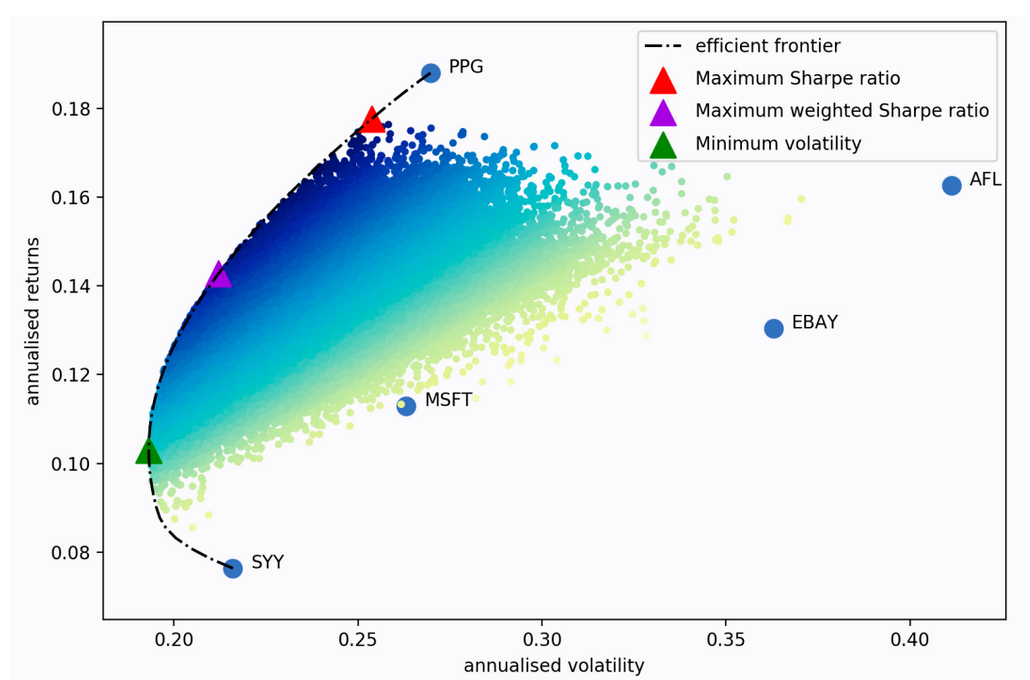 efficient frontier
Maximum Sharpe ratio
Maximum weighted Sharpe ratio
Minimum volatility
PPG
AFL
EBAY
MSFT
SYY
0.18
0.16
0.14
0.12
0.10
0.08
annualised returns
0.20
0.25
0.30
0.35
0.40
annualised volatility